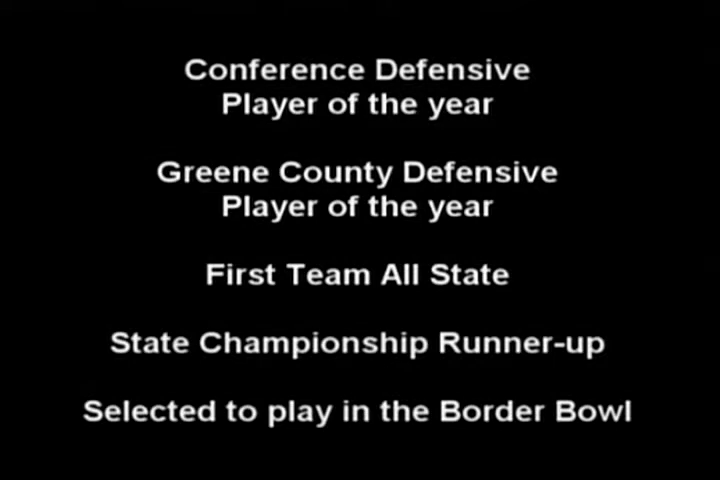 Conference Defensive
Player of the year
Greene County Defensive
Player of the year
First Team All State
State Championship Runner-up
Selected to play in the Border Bowl